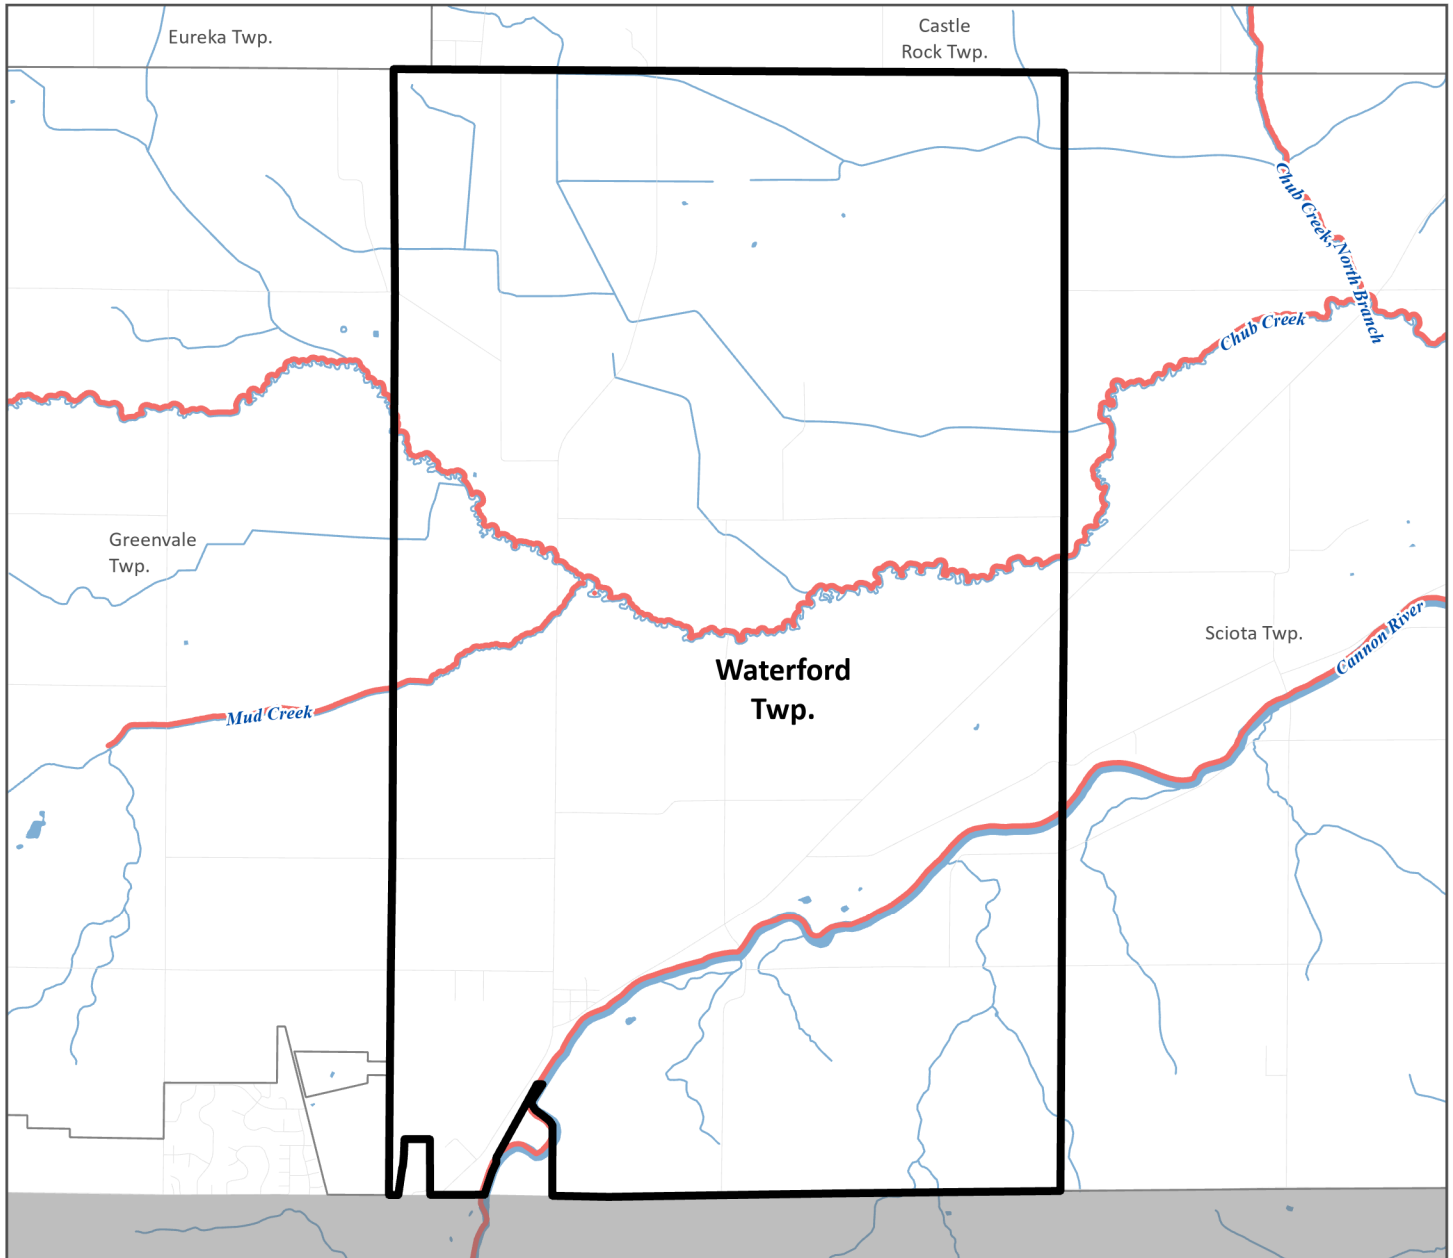 Eureka Twp.
Castle
Rock Twp.
Chub Creek, North Branch
Chub Creek
Greenvale
Twp.
Sciota Twp.
Cannon River
Waterford
Twp.
Mud Creek